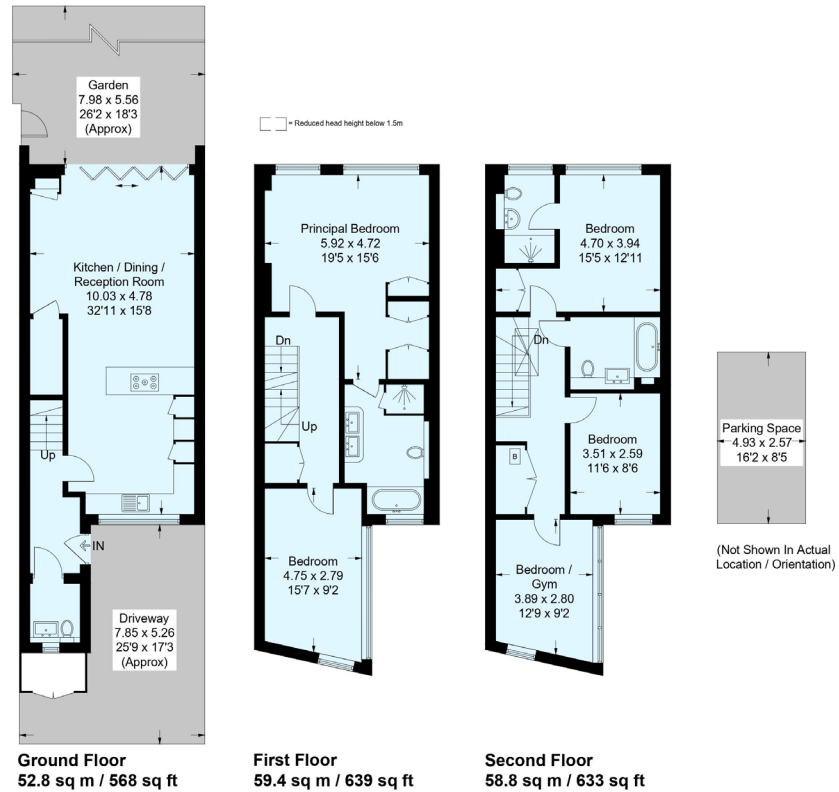 Garden
7.98 x 5.56
26'2 x 18'3
(Approx)
= Reduced head height below 1.5m
Kitchen / Dining /
Reception Room
10.03 x 4.78
32'11 x 15'8
Up
IN
Driveway
7.85 x 5.26
25'9 x 17'3
(Approx)
Ground Floor
52.8 sq m / 568 sq ft
Principal Bedroom
5.92 x 4.72
19'5 x 15'6
Dn
Up
Bedroom
4.75 x 2.79
15'7 x 9'2
First Floor
59.4 sq m / 639 sq ft
Bedroom
4.70 x 3.94
15'5 x 12'11
Dn
Bedroom
3.51 x 2.59
11'6 x 8'6
B
Bedroom /
Gym
3.89 x 2.80
12'9 x 9'2
Second Floor
58.8 sq m / 633 sq ft
Parking Space
4.93 x 2.57
16'2 x 8'5
(Not Shown In Actual
Location / Orientation)